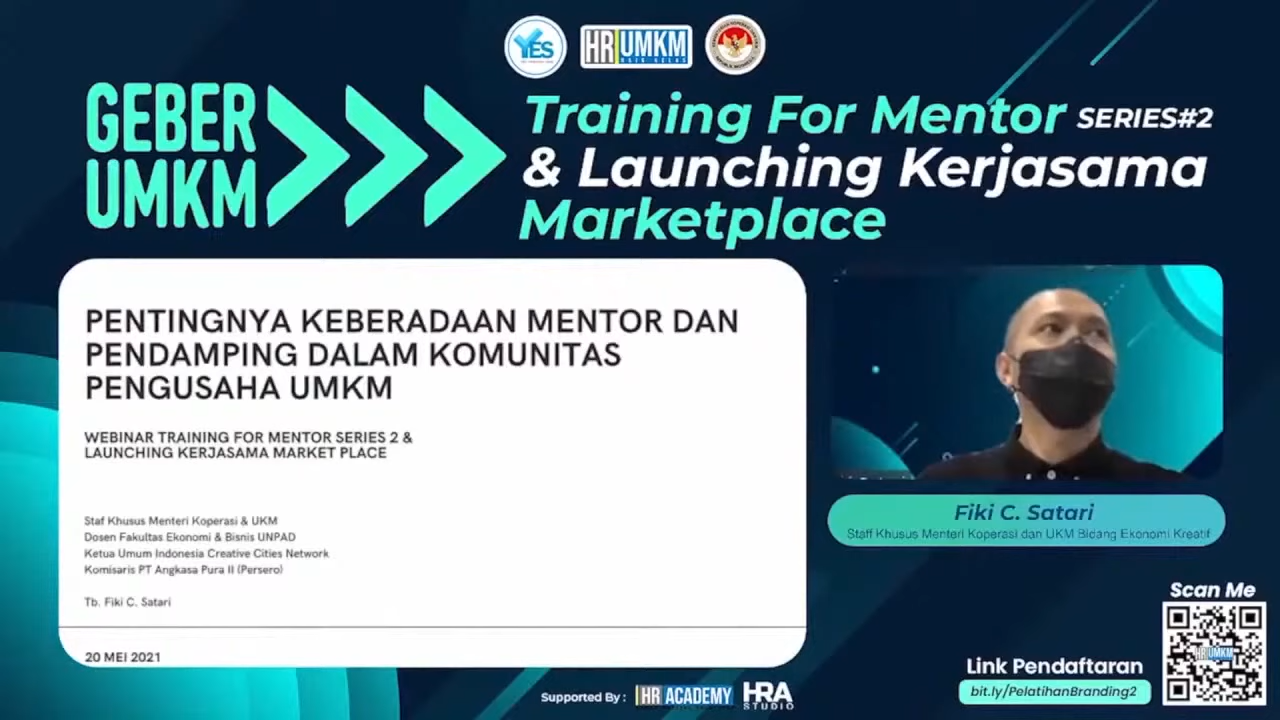 YES
HR UMKM
NAIK KELAS
GEBER
UMKM
Training For Mentor SERIES#2
& Launching Kerjasama
Marketplace
PENTINGNYA KEBERADAAN MENTOR DAN
PENDAMPING DALAM KOMUNITAS
PENGUSAHA UMKM
WEBINAR TRAINING FOR MENTOR SERIES 2 &
LAUNCHING KERJASAMA MARKET PLACE
Staf Khusus Menteri Koperasi & UKM
Dosen Fakultas Ekonomi & Bisnis UNPAD
Ketua Umum Indonesia Creative Cities Network
Komisaris PT Angkasa Pura II (Persero)
Tb. Fiki C. Satari
20 MEI 2021
Fiki C. Satari
Staff Khusus Menteri Koperasi dan UKM Bidang Ekonomi Kreatif
Scan Me
HR UMKM
Link Pendaftaran
bit.ly/PelatihanBranding2
Supported By : HR ACADEMY HRA
STUDIO